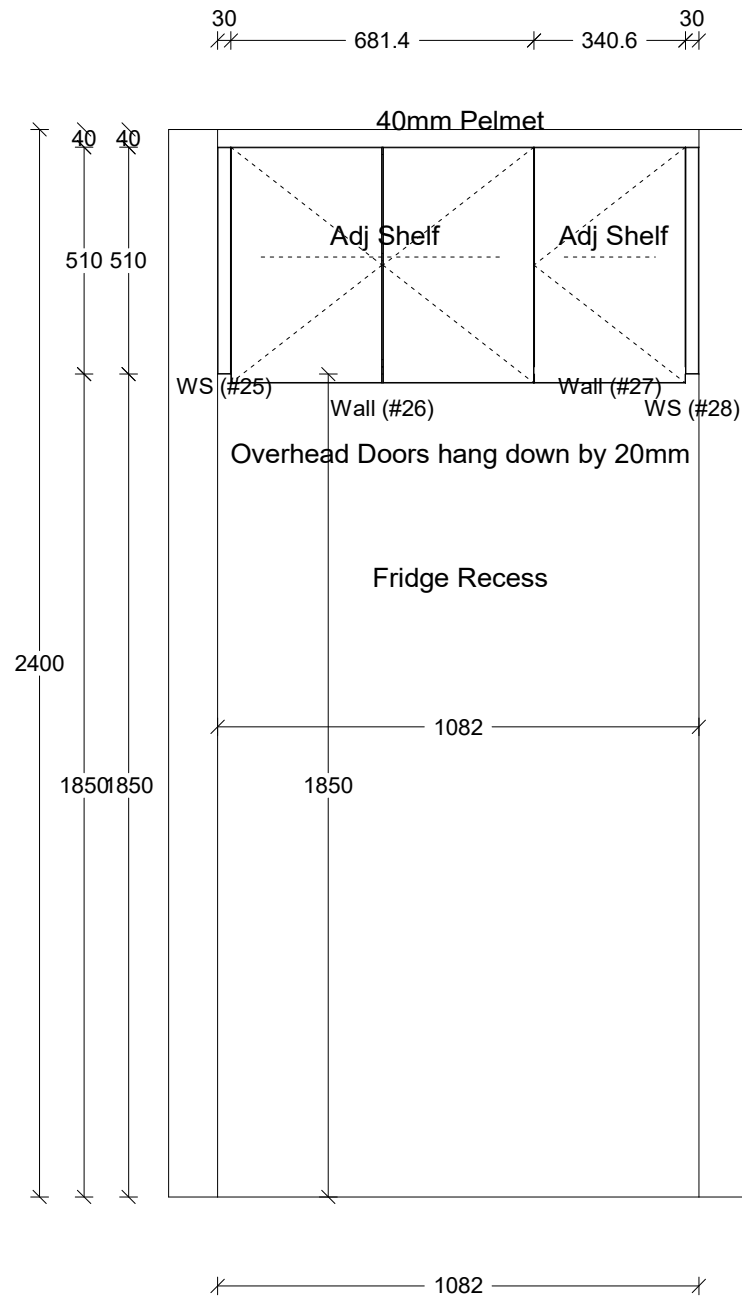 30
30
681.4
340.6
40mm Pelmet
40
40
Adj Shelf
Adj Shelf
510
510
WS (#25)
Wall (#27)
Wall (#26)
WS (#28)
Overhead Doors hang down by 20mm
Fridge Recess
2400
1082
1850
1850
1850
1082